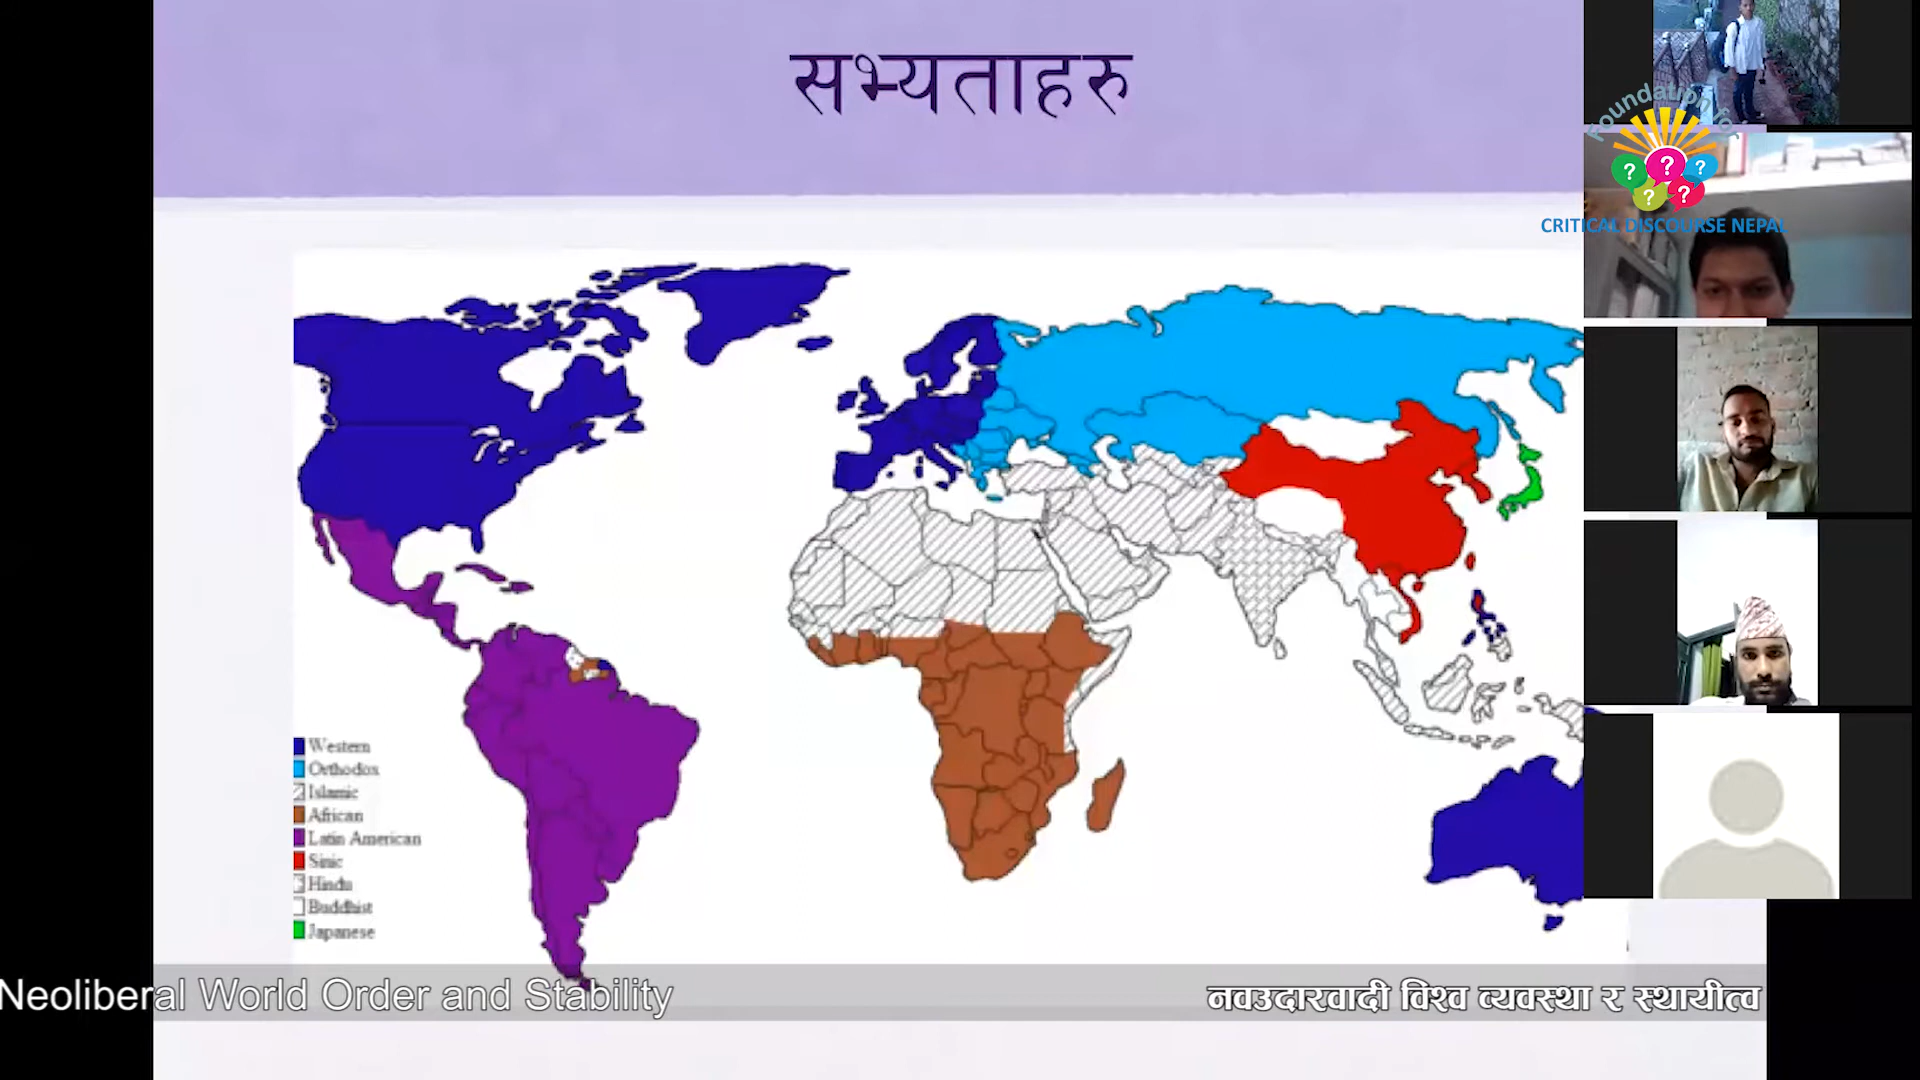 सभ्यताहरु
Foundation for
? ? ? ? ?
CRITICAL DISCOURSE NEPAL
Western
Orthodox
Islamic
African
Latin American
Sinic
Hindu
Buddhist
Japanese
Neoliberal World Order and Stability
नवउदारवादी विश्व व्यवस्था र स्थायीत्व